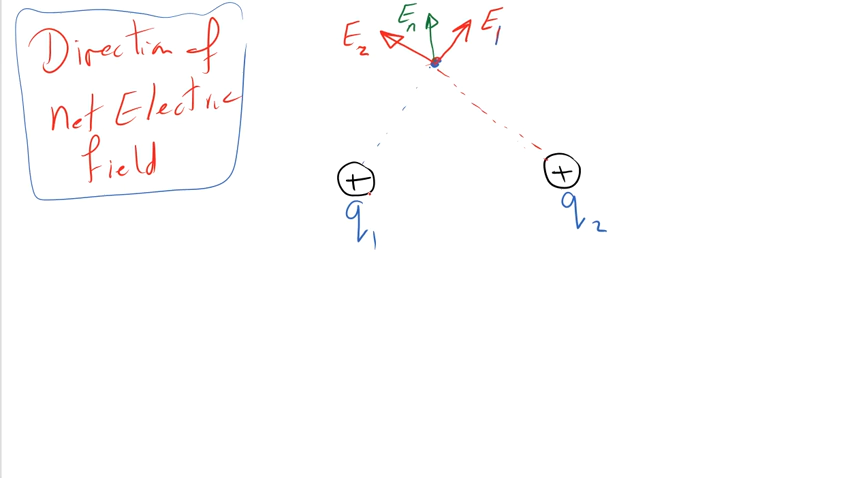 Direction of
net Electric
field
E2
En
E1
+
+
q1
q2